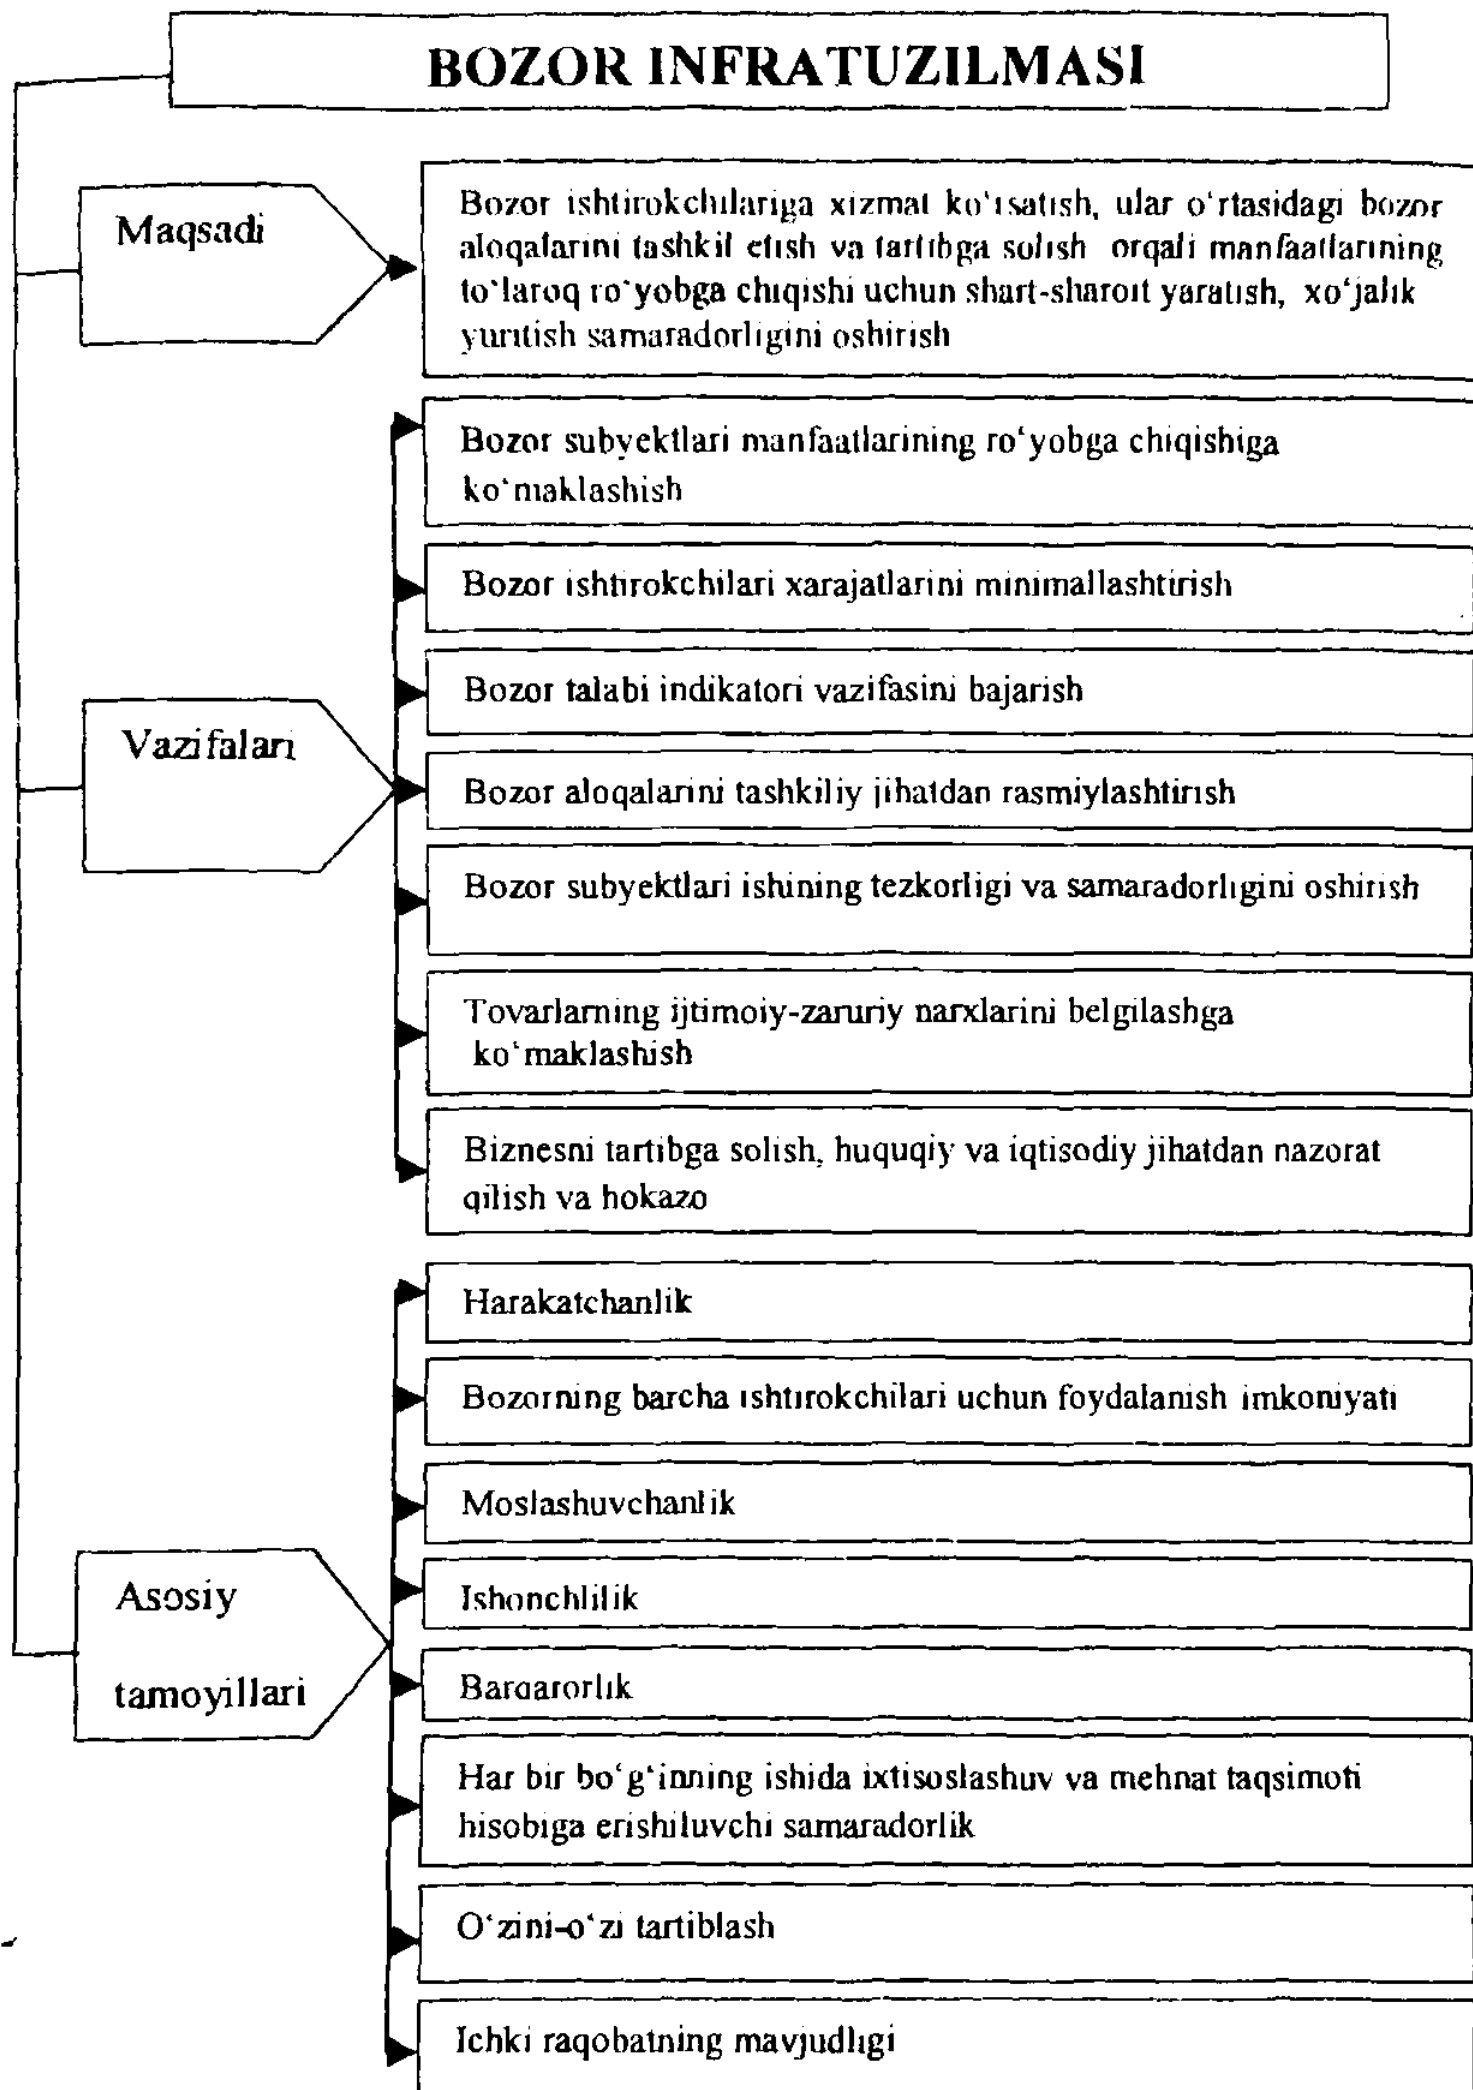 BOZOR INFRATUZILMASI
Maqsadi
Bozor ishtirokchilariga xizmat ko‘rsatish, ular o‘rtasidagi bozor
aloqalarini tashkil etish va tartibga solish orqali manfaatlarining
to‘laroq ro‘yobga chiqishi uchun shart-sharoit yaratish, xo‘jalik
yuritish samaradorligini oshirish
Vazifalari
Bozor subyektlari manfaatlarining ro‘yobga chiqishiga
ko‘maklashish
Bozor ishtirokchilari xarajatlarini minimallashtirish
Bozor talabi indikatori vazifasini bajarish
Bozor aloqalarini tashkiliy jihatdan rasmiylashtirish
Bozor subyektlari ishining tezkorligi va samaradorligini oshirish
Tovarlarning ijtimoiy-zaruriy narxlarini belgilashga
ko‘maklashish
Biznesni tartibga solish, huquqiy va iqtisodiy jihatdan nazorat
qilish va hokazo
Asosiy
tamoyillari
Harakatchanlik
Bozorning barcha ishtirokchilari uchun foydalanish imkoniyati
Moslashuvchanlik
Ishonchlilik
Barqarorlik
Har bir bo‘g‘inning ishida ixtisoslashuv va mehnat taqsimoti
hisobiga erishiluvchi samaradorlik
O‘zini-o‘zi tartiblash
Ichki raqobatning mavjudligi